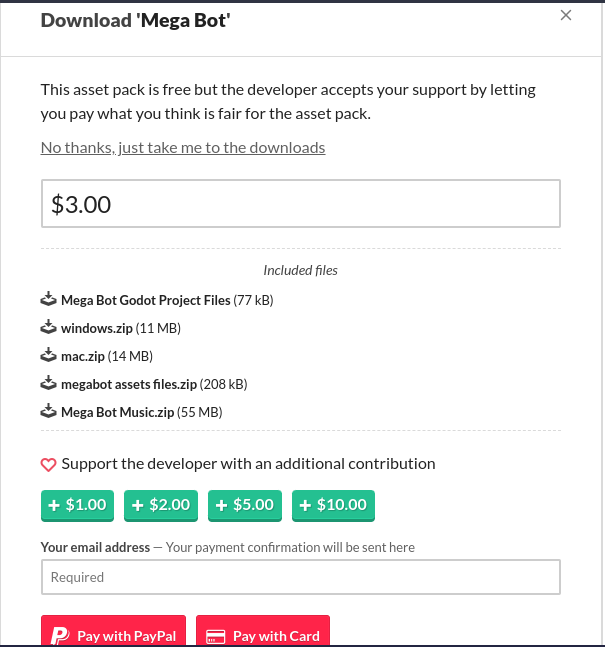 Download 'Mega Bot'
×
This asset pack is free but the developer accepts your support by letting
you pay what you think is fair for the asset pack.
No thanks, just take me to the downloads
$3.00
Included files
Mega Bot Godot Project Files (77 kB)
windows.zip (11 MB)
mac.zip (14 MB)
megabot assets files.zip (208 kB)
Mega Bot Music.zip (55 MB)
Support the developer with an additional contribution
+ $1.00 + $2.00 + $5.00 + $10.00
Your email address — Your payment confirmation will be sent here
Required
Pay with PayPal Pay with Card